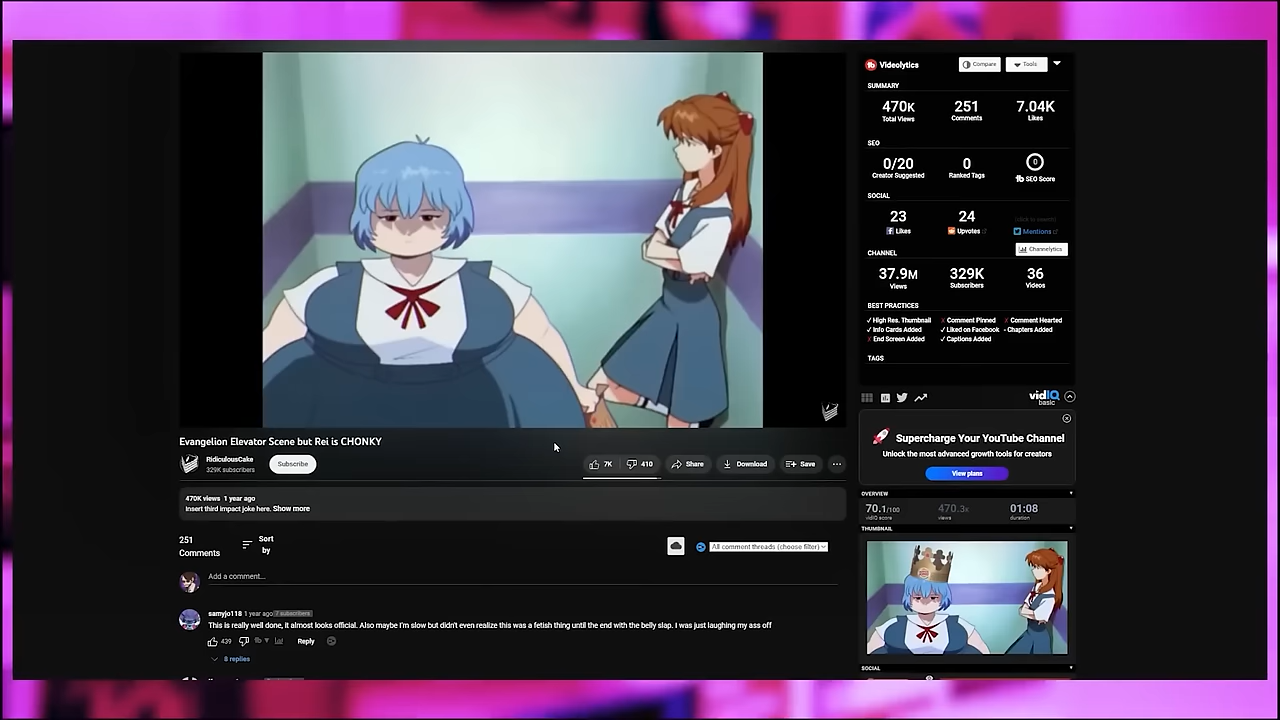 Evangelion Elevator Scene but Rei is CHONKY
RidiculousCake
329K subscribers
Subscribe
7K
410
Share
Download
Save
470K views 1 year ago
Insert third impact joke here. Show more
251
Comments
Sort
by
All comment threads (choose filter)
Add a comment...
samyjo118 1 year ago 7 subscribers
This is really well done, it almost looks official. Also maybe I'm slow but didn't even realize this was a fetish thing until the end with the belly slap. I was just laughing my ass off
439
Reply
8 replies
Videolytics
Compare
Tools
SUMMARY
470K 251 7.04K
Total Views Comments Likes
SEO
0/20 0 0
Creator Suggested Ranked Tags SEO Score
SOCIAL
23 24
Likes Upvotes Mentions
Channelytics
CHANNEL
37.9M 329K 36
Views Subscribers Videos
BEST PRACTICES
✓ High Res. Thumbnail ✗ Comment Pinned ✗ Comment Hearted
✓ Info Cards Added ✓ Liked on Facebook - Chapters Added
✗ End Screen Added ✓ Captions Added
TAGS
vidIQ
basic
Supercharge Your YouTube Channel
Unlock the most advanced growth tools for creators
View plans
OVERVIEW
70.1/100 470.3K 01:08
vidIQ score views duration
THUMBNAIL
SOCIAL